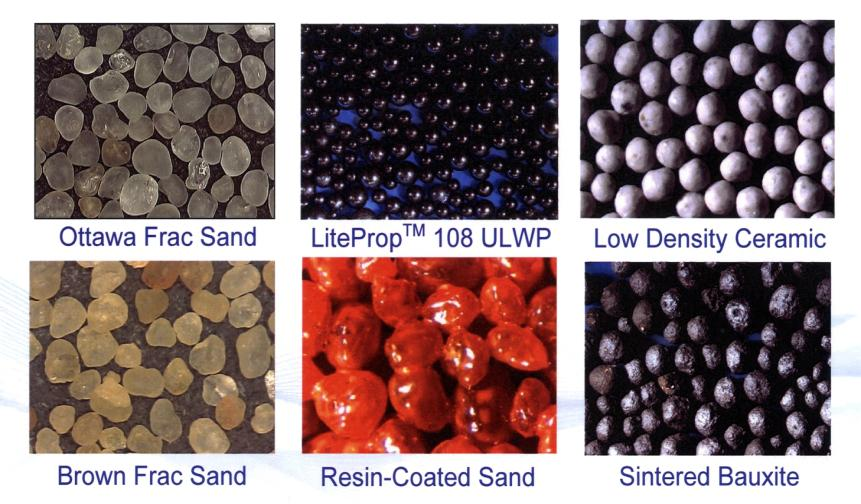 Ottawa Frac Sand
LiteProp™ 108 ULWP
Low Density Ceramic
Brown Frac Sand
Resin-Coated Sand
Sintered Bauxite